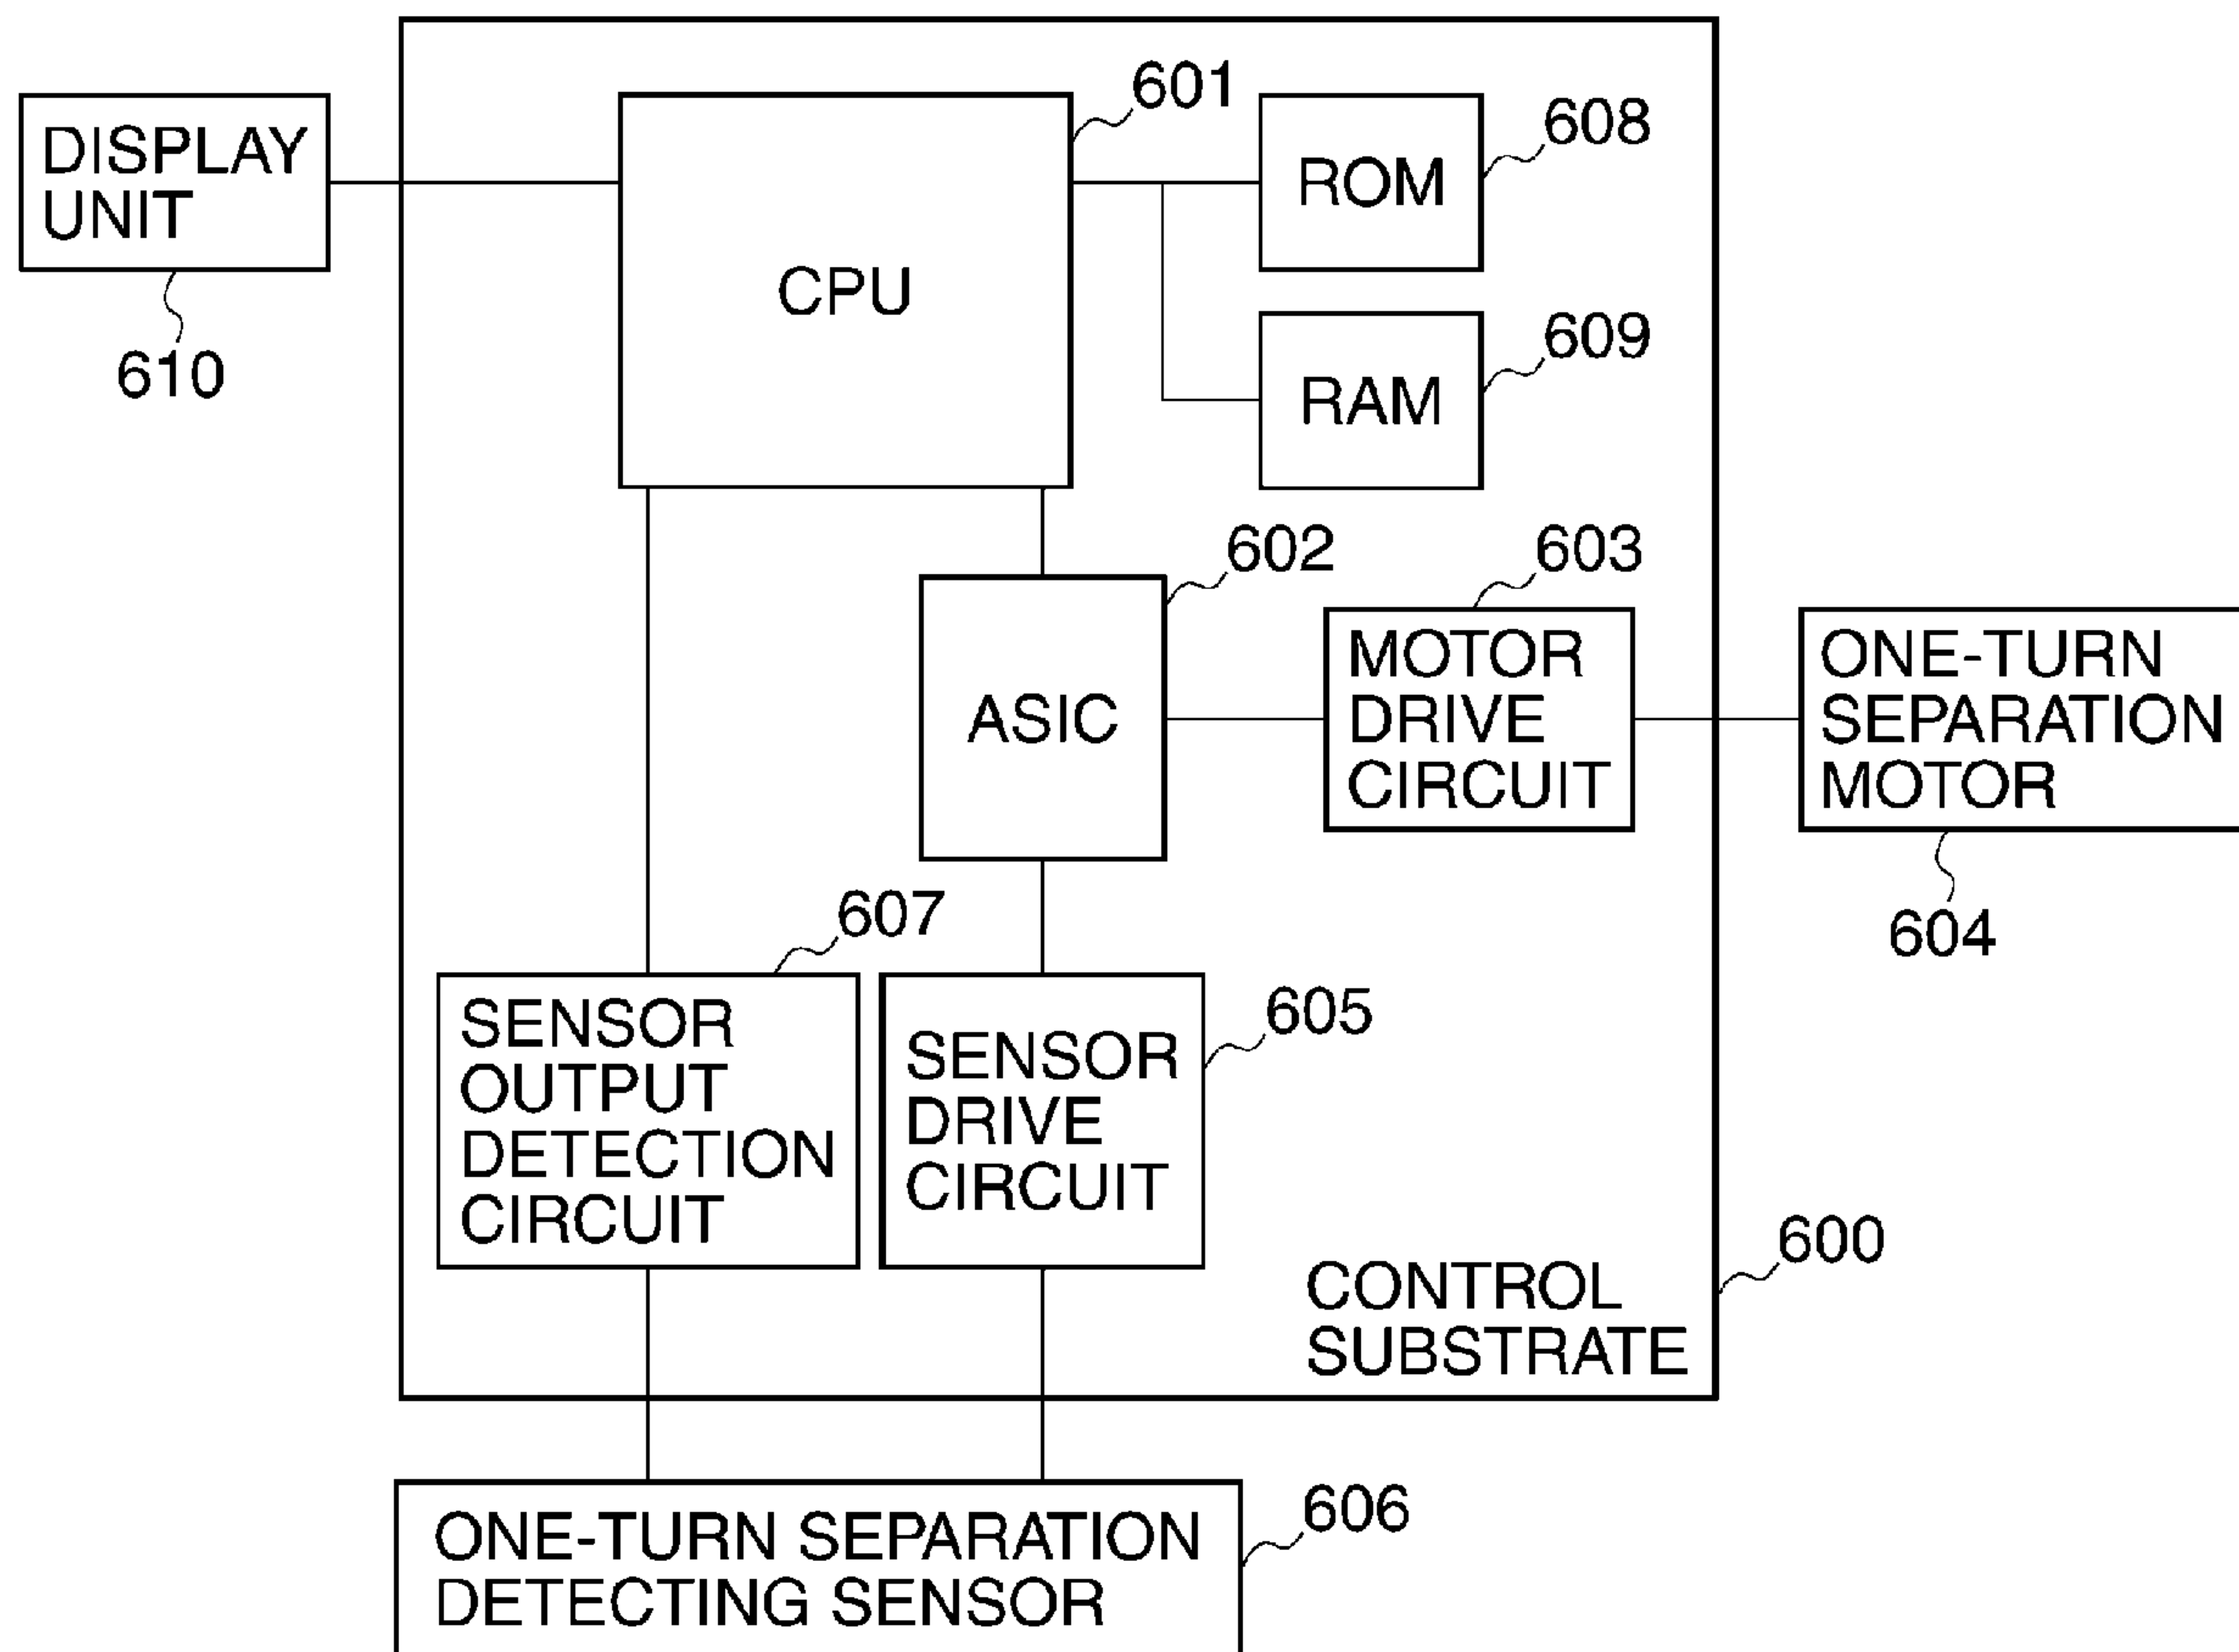 601
608
DISPLAY
UNIT
ROM
CPU
610
609
RAM
602
603
ASIC
MOTOR
DRIVE
CIRCUIT
ONE-TURN
SEPARATION
MOTOR
604
607
605
SENSOR
OUTPUT
DETECTION
CIRCUIT
SENSOR
DRIVE
CIRCUIT
600
CONTROL
SUBSTRATE
606
ONE-TURN SEPARATION
DETECTING SENSOR